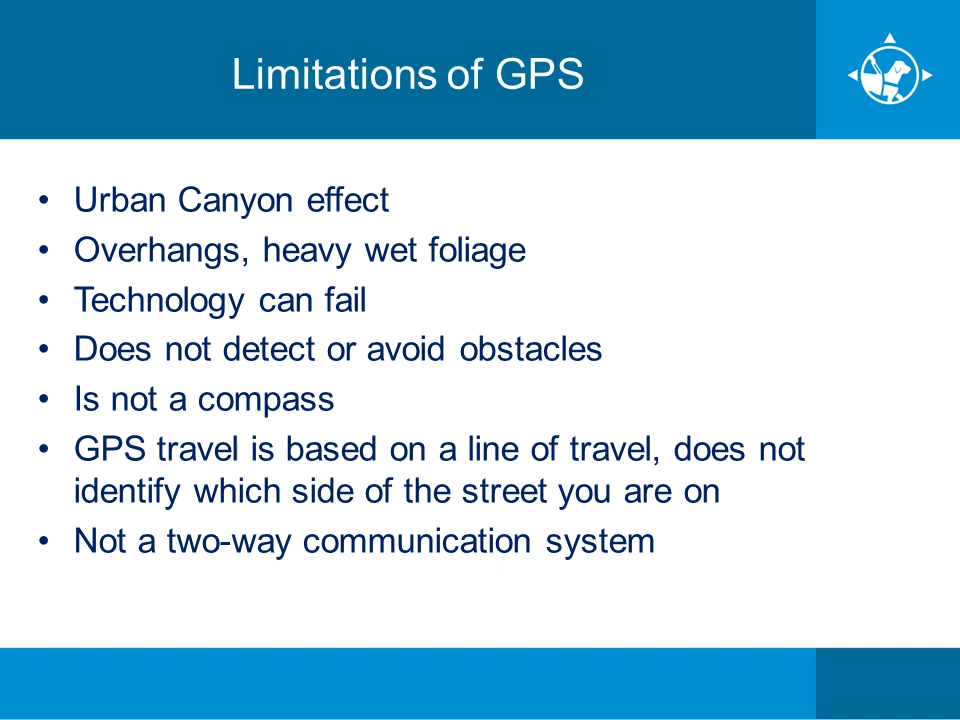 Limitations of GPS
• Urban Canyon effect
• Overhangs, heavy wet foliage
• Technology can fail
• Does not detect or avoid obstacles
• Is not a compass
• GPS travel is based on a line of travel, does not
identify which side of the street you are on
• Not a two-way communication system